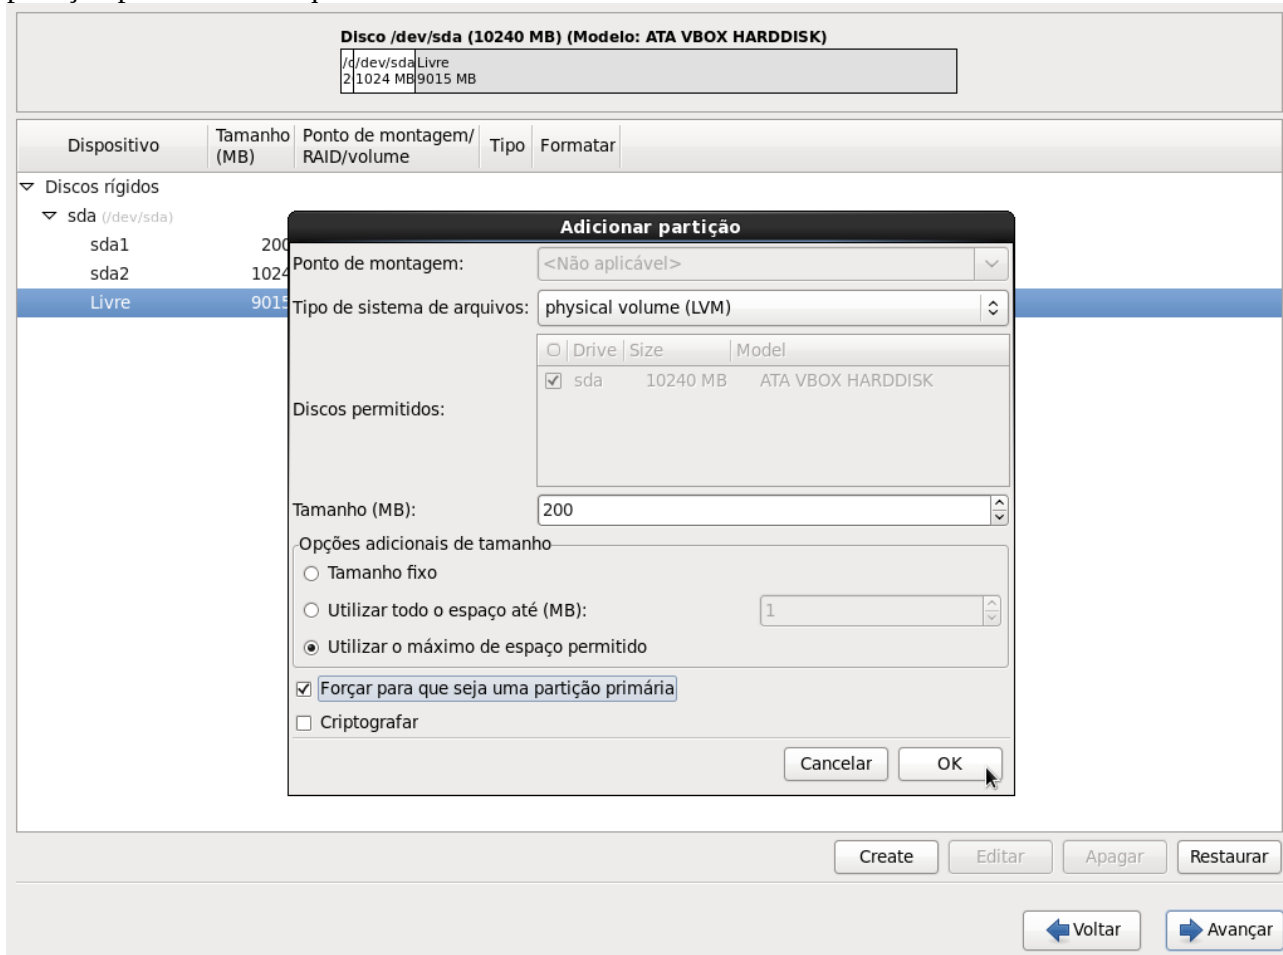 Disco /dev/sda (10240 MB) (Modelo: ATA VBOX HARDDISK)
/dev/sda Livre
1024 MB 9015 MB
Dispositivo Tamanho (MB) Ponto de montagem/ RAID/volume Tipo Formatar
Discos rígidos
sda (/dev/sda)
sda1 200
sda2 1024
Livre 9015
Adicionar partição
Ponto de montagem: <Não aplicável>
Tipo de sistema de arquivos: physical volume (LVM)
Drive Size Model
sda 10240 MB ATA VBOX HARDDISK
Discos permitidos:
Tamanho (MB): 200
Opções adicionais de tamanho
Tamanho fixo
Utilizar todo o espaço até (MB): 1
Utilizar o máximo de espaço permitido
Forçar para que seja uma partição primária
Criptografar
Cancelar OK
Create Editar Apagar Restaurar
Voltar Avançar